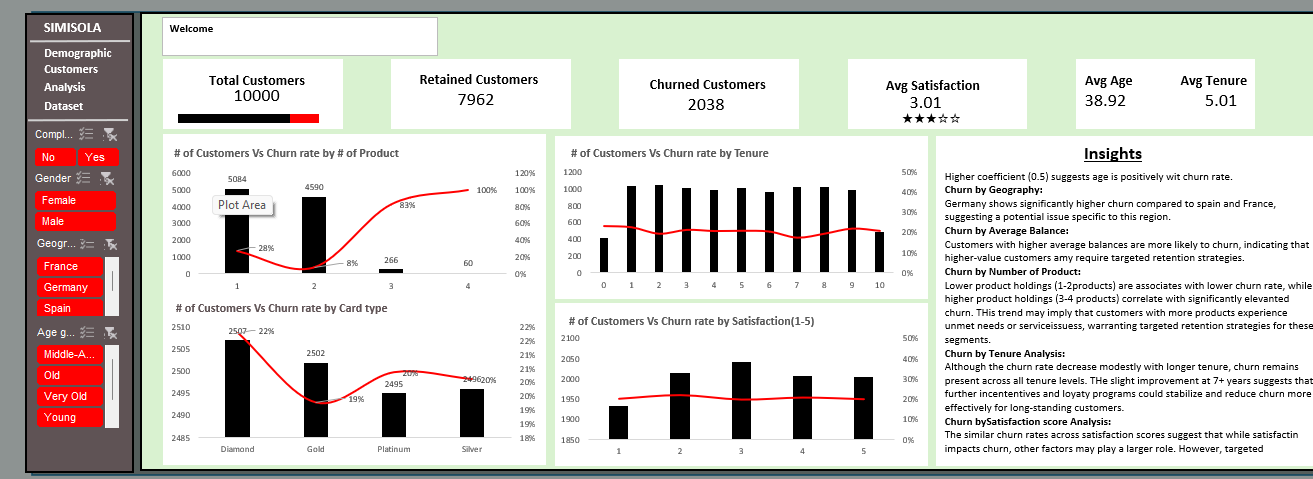 SIMISOLA
Demographic
Customers
Analysis
Dataset
Compl...
No Yes
Gender
Female
Male
Geogr...
France
Germany
Spain
Age g...
Middle-A...
Old
Very Old
Young
Welcome
Total Customers
10000
Retained Customers
7962
Churned Customers
2038
Avg Satisfaction
3.01
★★★☆☆
Avg Age
38.92
Avg Tenure
5.01
# of Customers Vs Churn rate by # of Product
6000
5000
4000
3000
2000
1000
0
120%
100%
80%
60%
40%
20%
0%
5084
4590
266
60
28%
8%
83%
100%
Plot Area
1 2 3 4
# of Customers Vs Churn rate by Tenure
1200
1000
800
600
400
200
0
50%
40%
30%
20%
10%
0%
0 1 2 3 4 5 6 7 8 9 10
# of Customers Vs Churn rate by Card type
2510
2505
2500
2495
2490
2485
22%
22%
21%
21%
20%
20%
19%
19%
18%
2507
2502
2495
2496
22%
19%
20%
20%
Diamond Gold Platinum Silver
# of Customers Vs Churn rate by Satisfaction(1-5)
2100
2050
2000
1950
1900
1850
50%
40%
30%
20%
10%
0%
1 2 3 4 5
Insights
Higher coefficient (0.5) suggests age is positively wit churn rate.
Churn by Geography:
Germany shows significantly higher churn compared to spain and France,
suggesting a potential issue specific to this region.
Churn by Average Balance:
Customers with higher average balances are more likely to churn, indicating that
higher-value customers amy require targeted retention strategies.
Churn by Number of Product:
Lower product holdings (1-2products) are associates with lower churn rate, while
higher product holdings (3-4 products) correlate with significantly elevated
churn. THis trend may imply that customers with more products experience
unmet needs or serviceissuess, warranting targeted retention strategies for these
segments.
Churn by Tenure Analysis:
Although the churn rate decrease modestly with longer tenure, churn remains
present across all tenure levels. THe slight improvement at 7+ years suggests that
further incententives and loyaty programs could stabilize and reduce churn more
effectively for long-standing customers.
Churn bySatisfaction score Analysis:
The similar churn rates across satisfaction scores suggest that while satisfactin
impacts churn, other factors may play a larger role. However, targeted